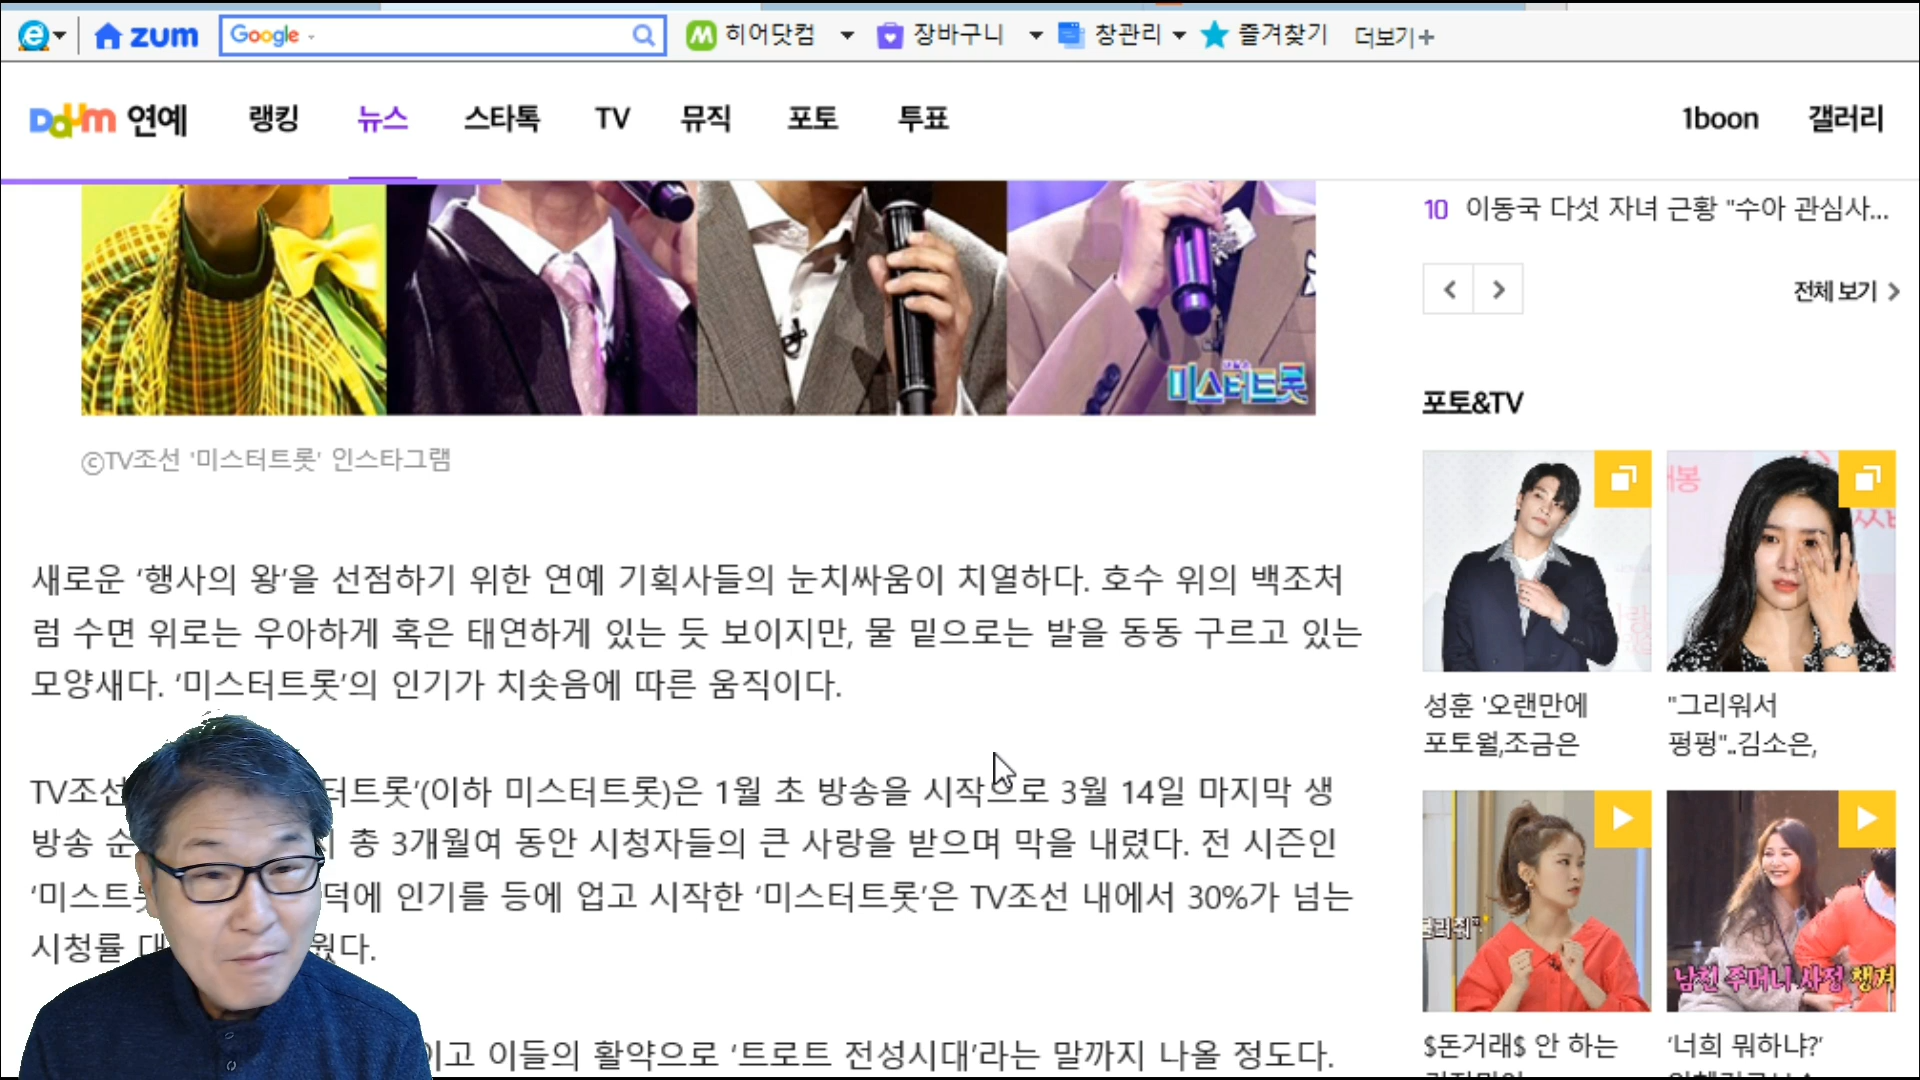 zum
Google
히어닷컴
장바구니
창관리
즐겨찾기
더보기+
Daum 연예
랭킹
뉴스
스타톡
TV
뮤직
포토
투표
1boon
갤러리
미스터트롯
ⓒTV조선 '미스터트롯' 인스타그램
새로운 ‘행사의 왕’을 선점하기 위한 연예 기획사들의 눈치싸움이 치열하다. 호수 위의 백조처
럼 수면 위로는 우아하게 혹은 태연하게 있는 듯 보이지만, 물 밑으로는 발을 동동 구르고 있는
모양새다. ‘미스터트롯’의 인기가 치솟음에 따른 움직이다.
TV조선 터트롯’(이하 미스터트롯)은 1월 초 방송을 시작으로 3월 14일 마지막 생
방송 총 3개월여 동안 시청자들의 큰 사랑을 받으며 막을 내렸다. 전 시즌인
‘미스트 덕에 인기를 등에 업고 시작한 ‘미스터트롯’은 TV조선 내에서 30%가 넘는
시청률 웠다.
이고 이들의 활약으로 ‘트로트 전성시대’라는 말까지 나올 정도다.
10 이동국 다섯 자녀 근황 "수아 관심사...
전체 보기
포토&TV
성훈 '오랜만에
포토월,조금은
"그리워서
펑펑"..김소은,
남친 주머니 사정 챙겨
$돈거래$ 안 하는
‘너희 뭐하냐?’